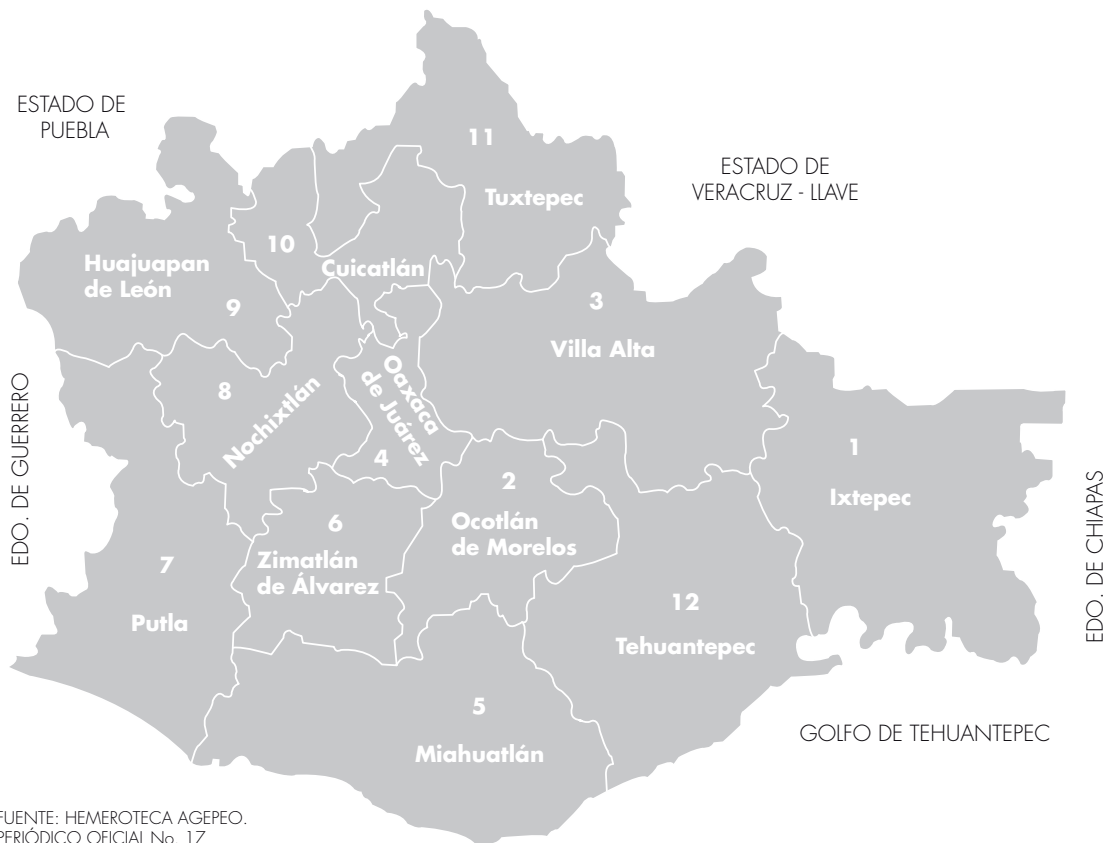 ESTADO DE
PUEBLA
11
Tuxtepec
ESTADO DE
VERACRUZ - LLAVE
10
Huajuapan
de León
9
Cuicatlán
3
Villa Alta
EDO. DE GUERRERO
8
Nochixtlán
Oaxaca
de Juárez
4
1
Ixtepec
EDO. DE CHIAPAS
2
Ocotlán
de Morelos
6
Zimatlán
de Álvarez
7
Putla
12
Tehuantepec
5
Miahuatlán
GOLFO DE TEHUANTEPEC
FUENTE: HEMEROTECA AGEPEO.
PERIÓDICO OFICIAL No. 17